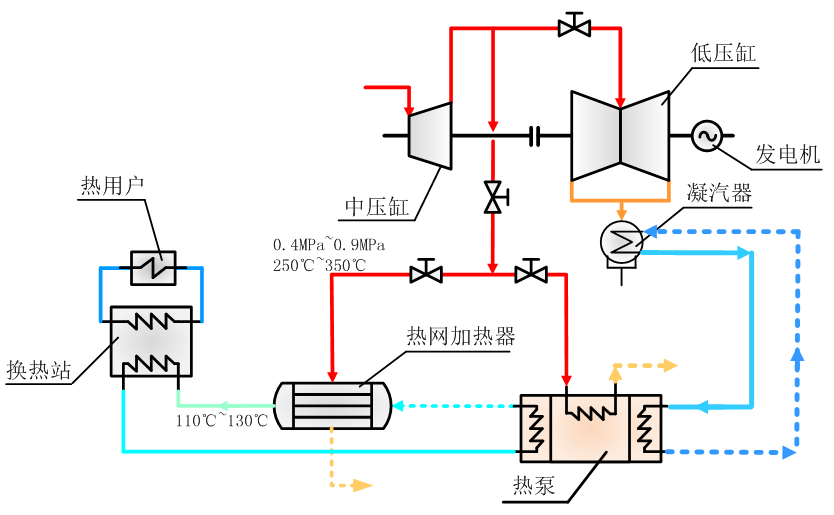 低压缸
发电机
热用户
中压缸
凝汽器
0.4MPa~0.9MPa
250℃~350℃
热网加热器
换热站
110℃~130℃
热泵